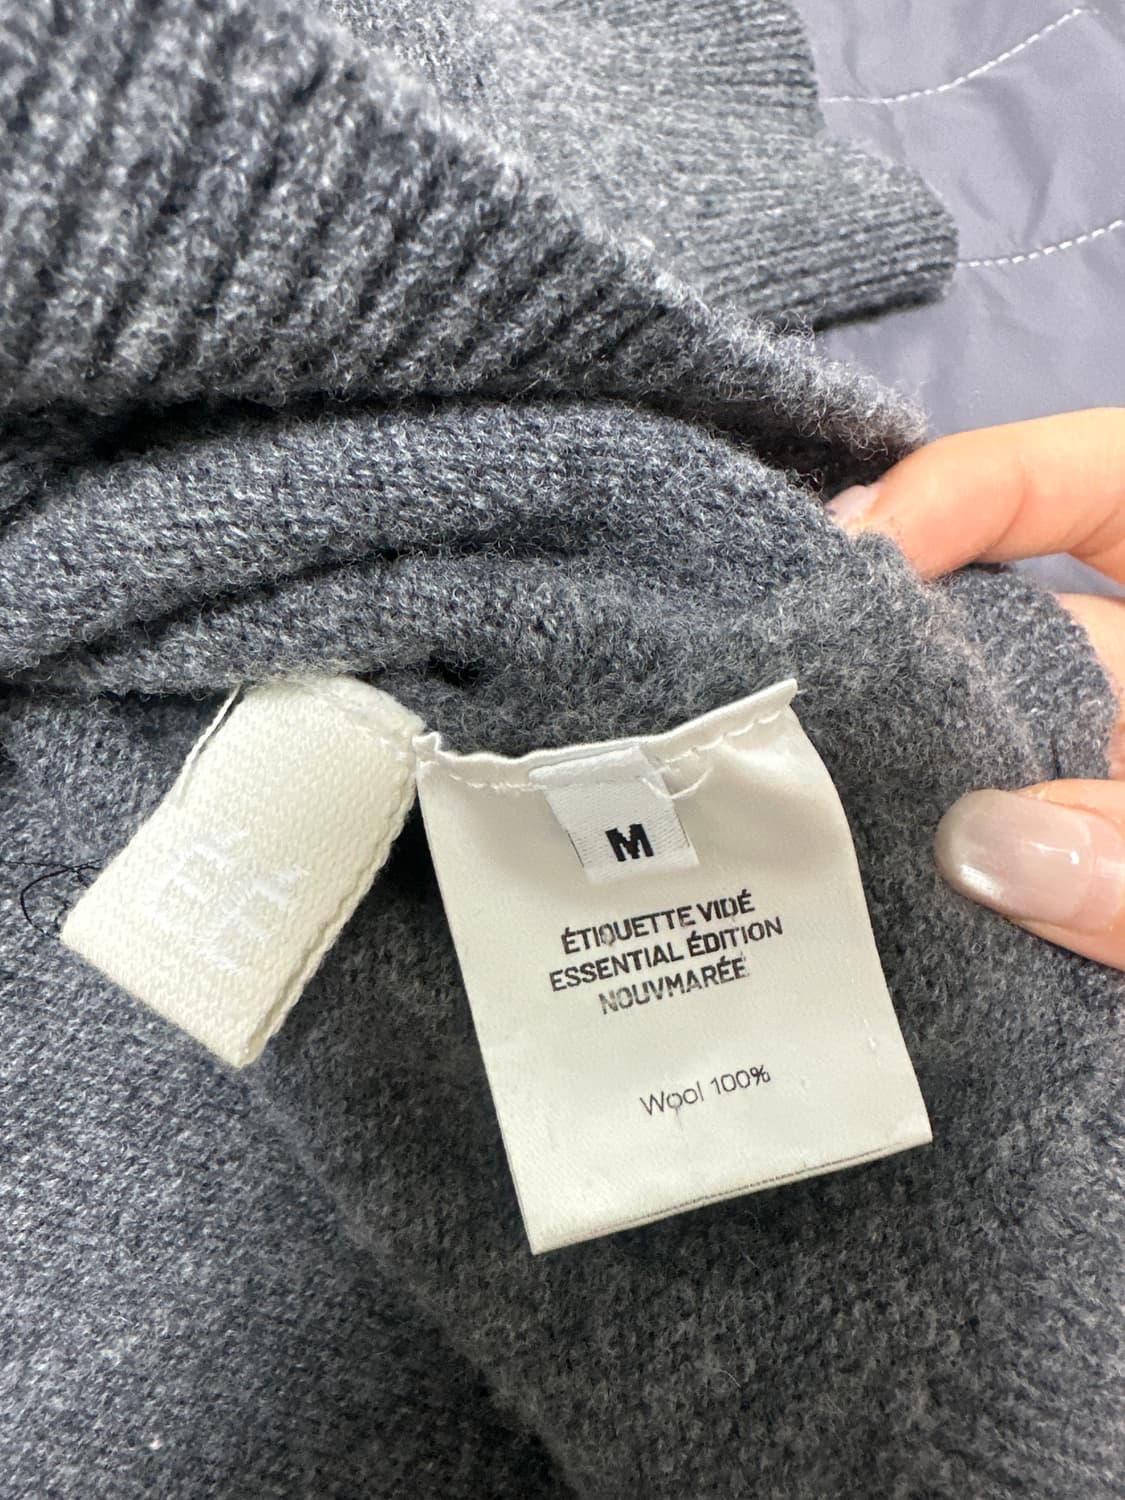 M
ÉTIQUETTE VIDÉ
ESSENTIAL ÉDITION
NOUVMARÉE
Wool 100%